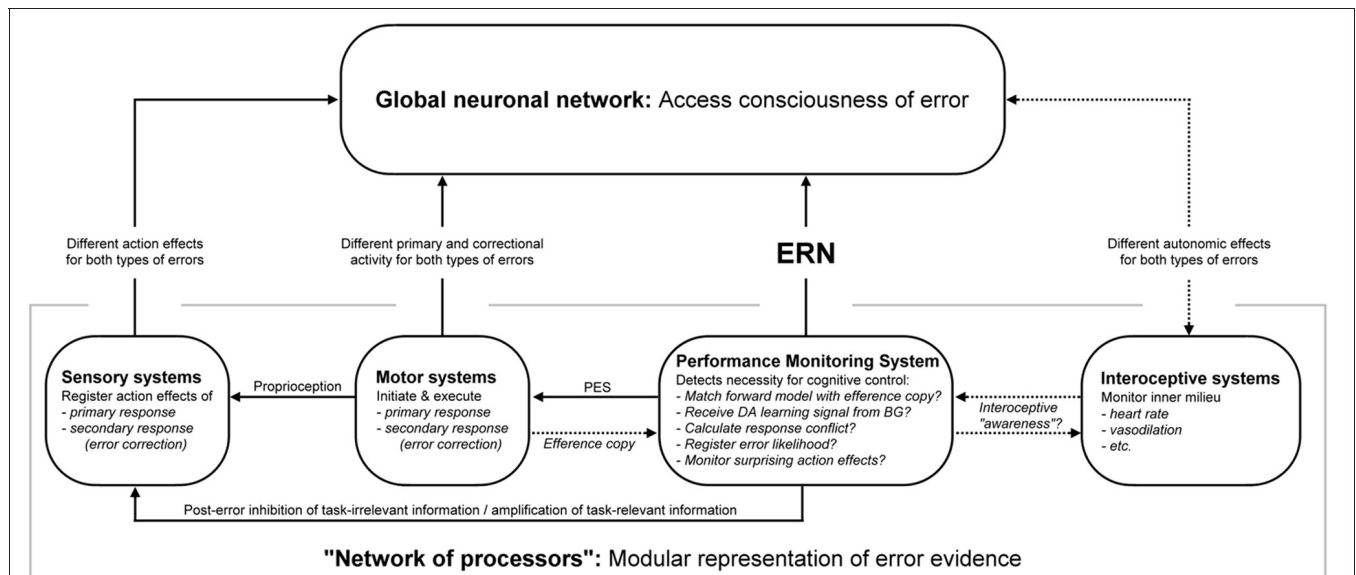 Global neuronal network: Access consciousness of error
Different action effects
for both types of errors
Different primary and correctional
activity for both types of errors
ERN
Different autonomic effects
for both types of errors
Sensory systems
Register action effects of
- primary response
- secondary response
(error correction)
Proprioception
Motor systems
Initiate & execute
- primary response
- secondary response
(error correction)
PES
Efference copy
Performance Monitoring System
Detects necessity for cognitive control:
- Match forward model with efference copy?
- Receive DA learning signal from BG?
- Calculate response conflict?
- Register error likelihood?
- Monitor surprising action effects?
Interoceptive
"awareness"?
Interoceptive systems
Monitor inner milieu
- heart rate
- vasodilation
- etc.
Post-error inhibition of task-irrelevant information / amplification of task-relevant information
"Network of processors": Modular representation of error evidence